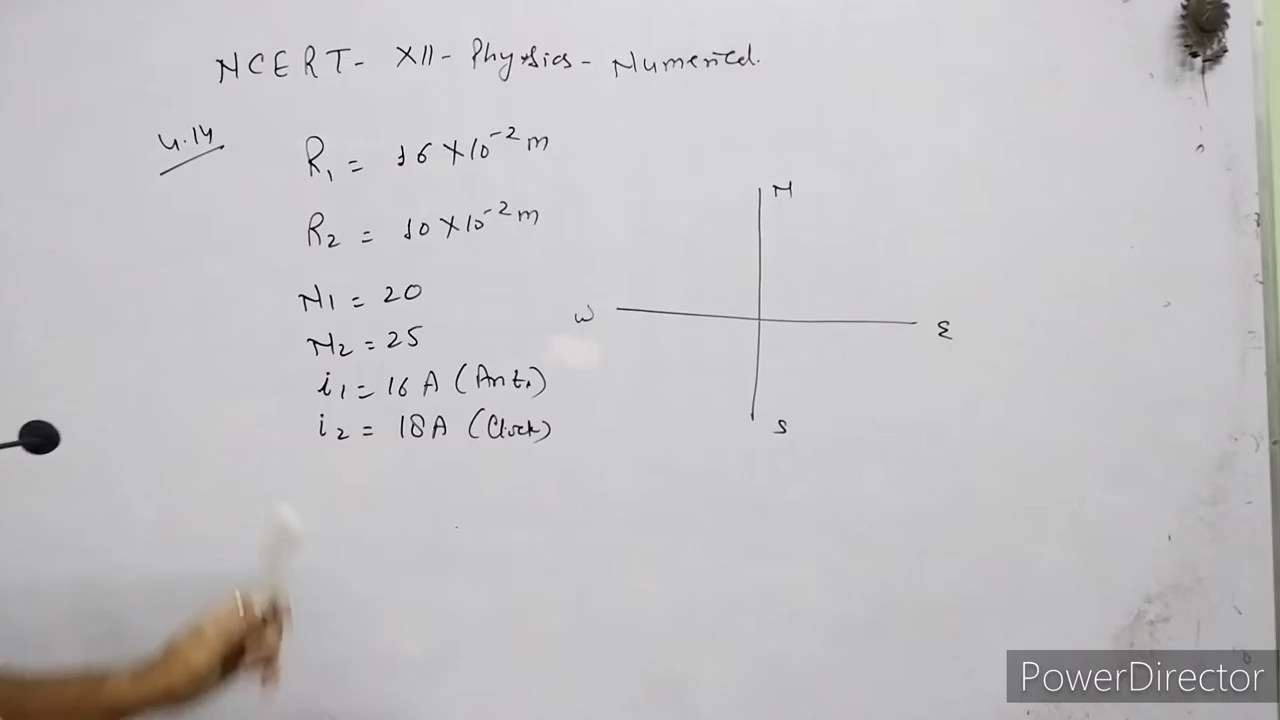 NCERT - XII - Physics - Numerical.
4.14
R₁ = 16 × 10⁻² m
R₂ = 10 × 10⁻² m
N₁ = 20
N₂ = 25
i₁ = 16 A (Anti)
i₂ = 18 A (Clock)
N
W
E
S
PowerDirector